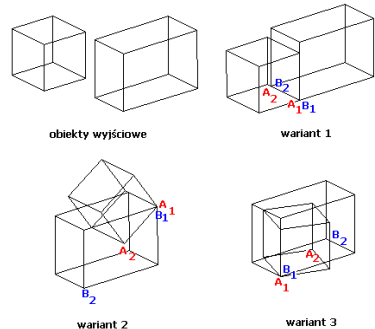 B2
A2
A1 B1
obiekty wyjściowe
wariant 1
A1
B1
A2
B2
wariant 2
B2
A2
B1
A1
wariant 3